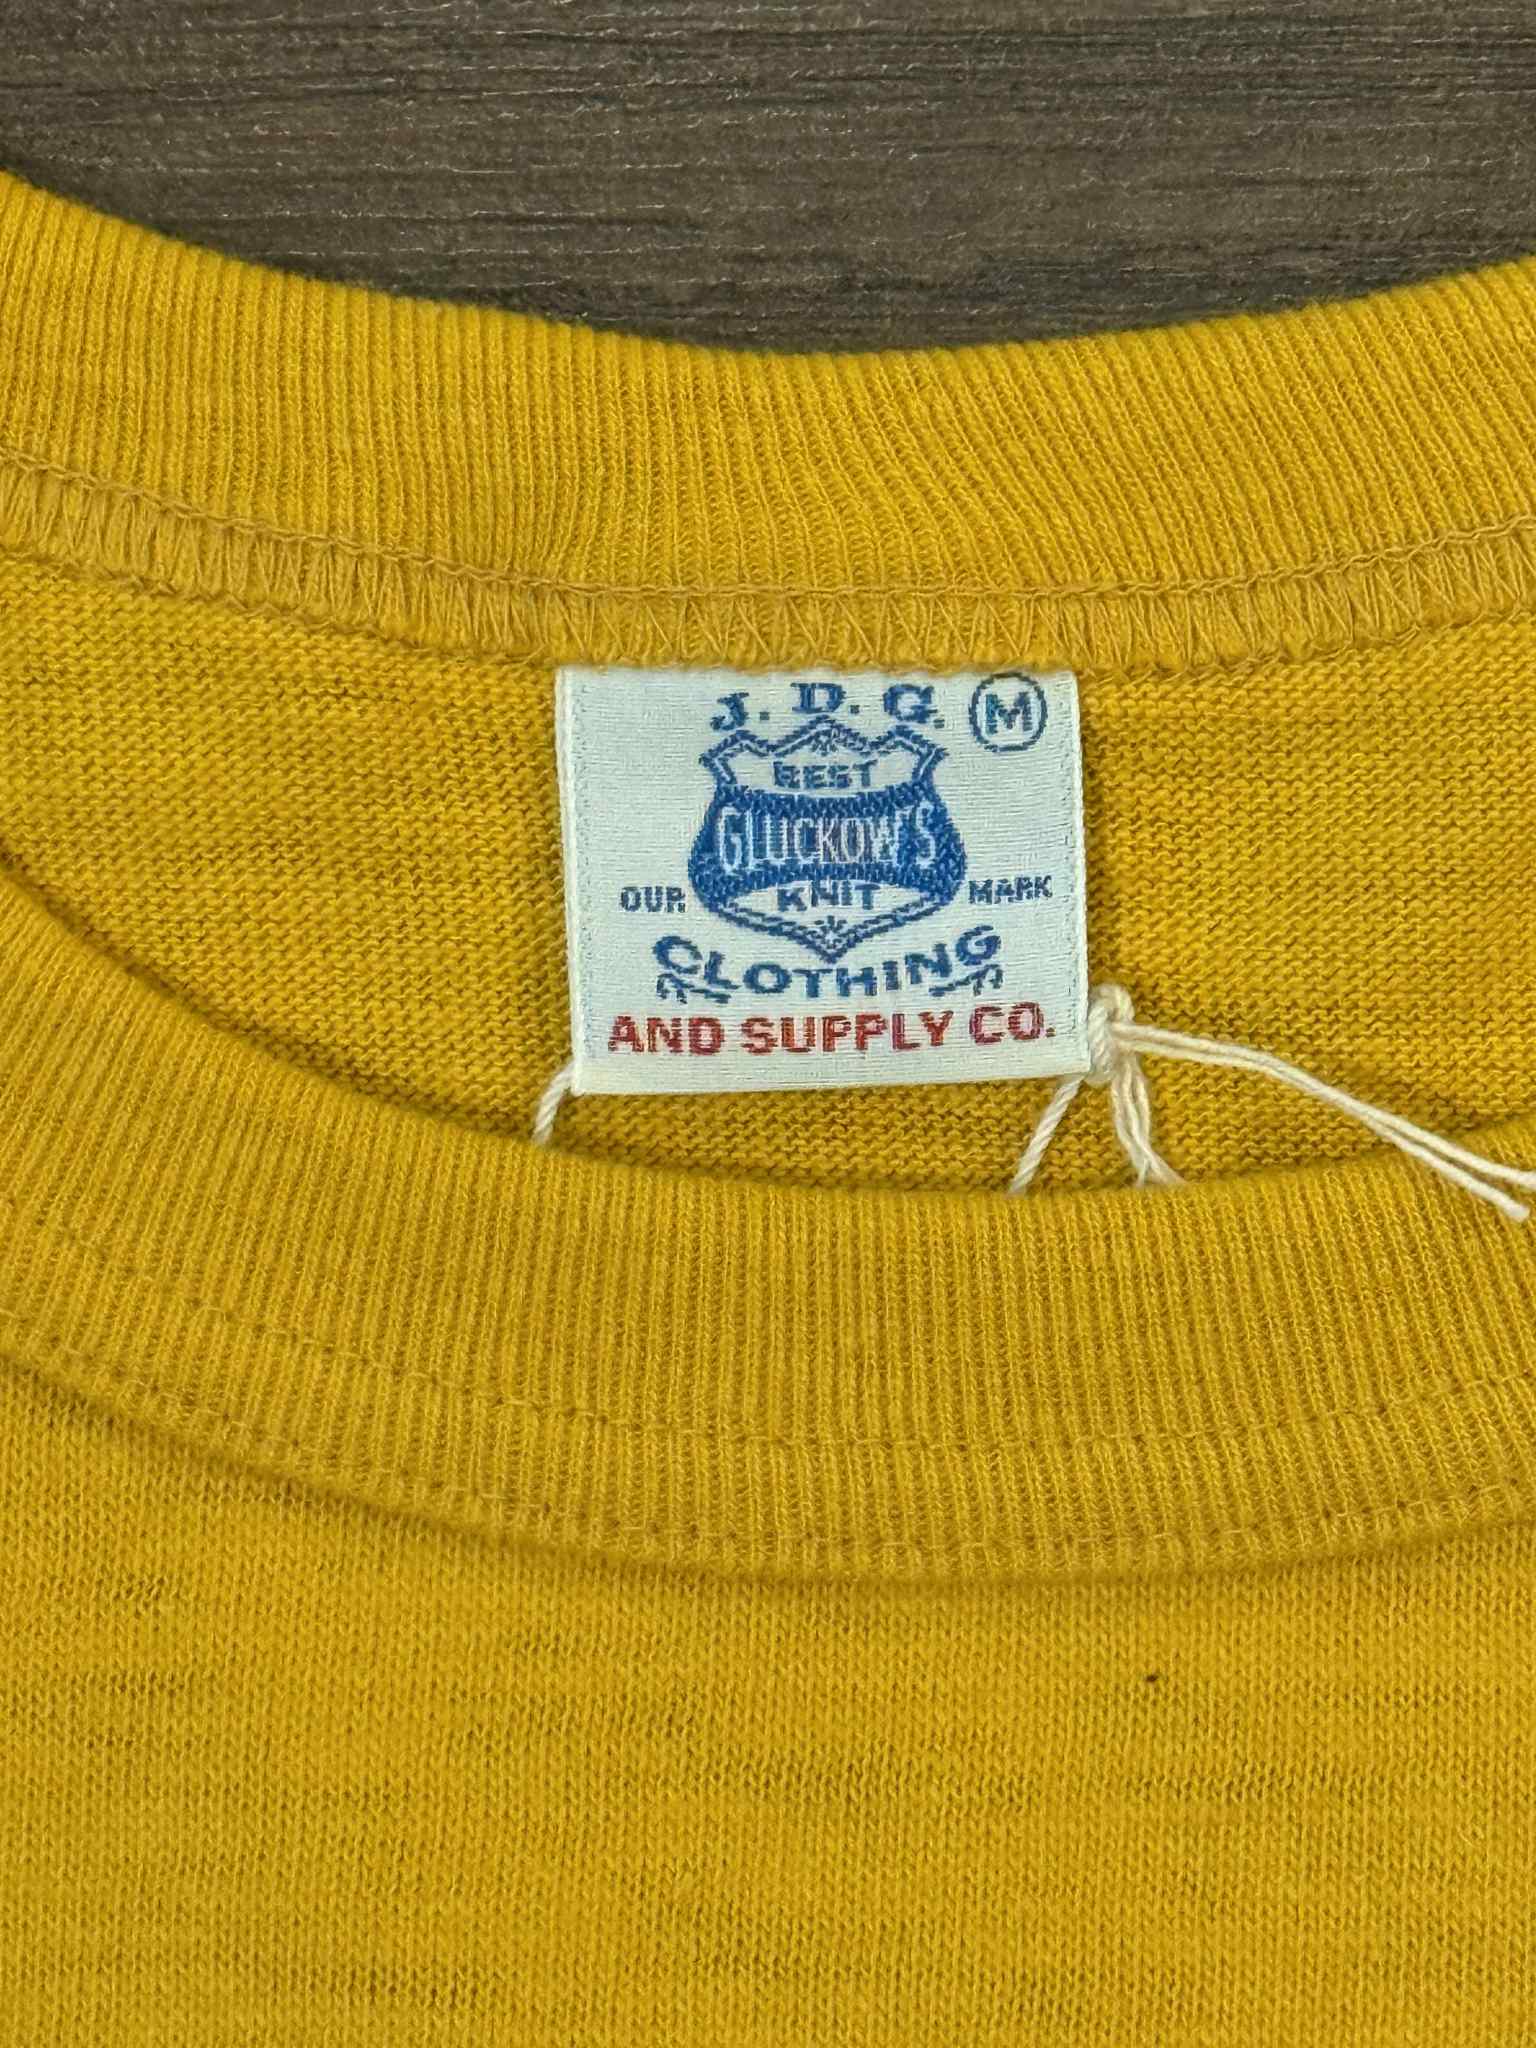 J. D. G. M
BEST
GLUCKOW'S
OUR KNIT MARK
CLOTHING
AND SUPPLY CO.